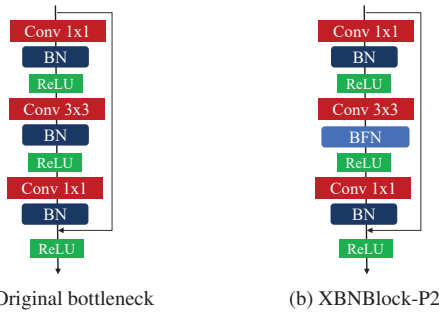 Conv 1x1
BN
ReLU
Conv 3x3
BN
ReLU
Conv 1x1
BN
ReLU
Original bottleneck
Conv 1x1
BN
ReLU
Conv 3x3
BFN
ReLU
Conv 1x1
BN
ReLU
(b) XBNBlock-P2